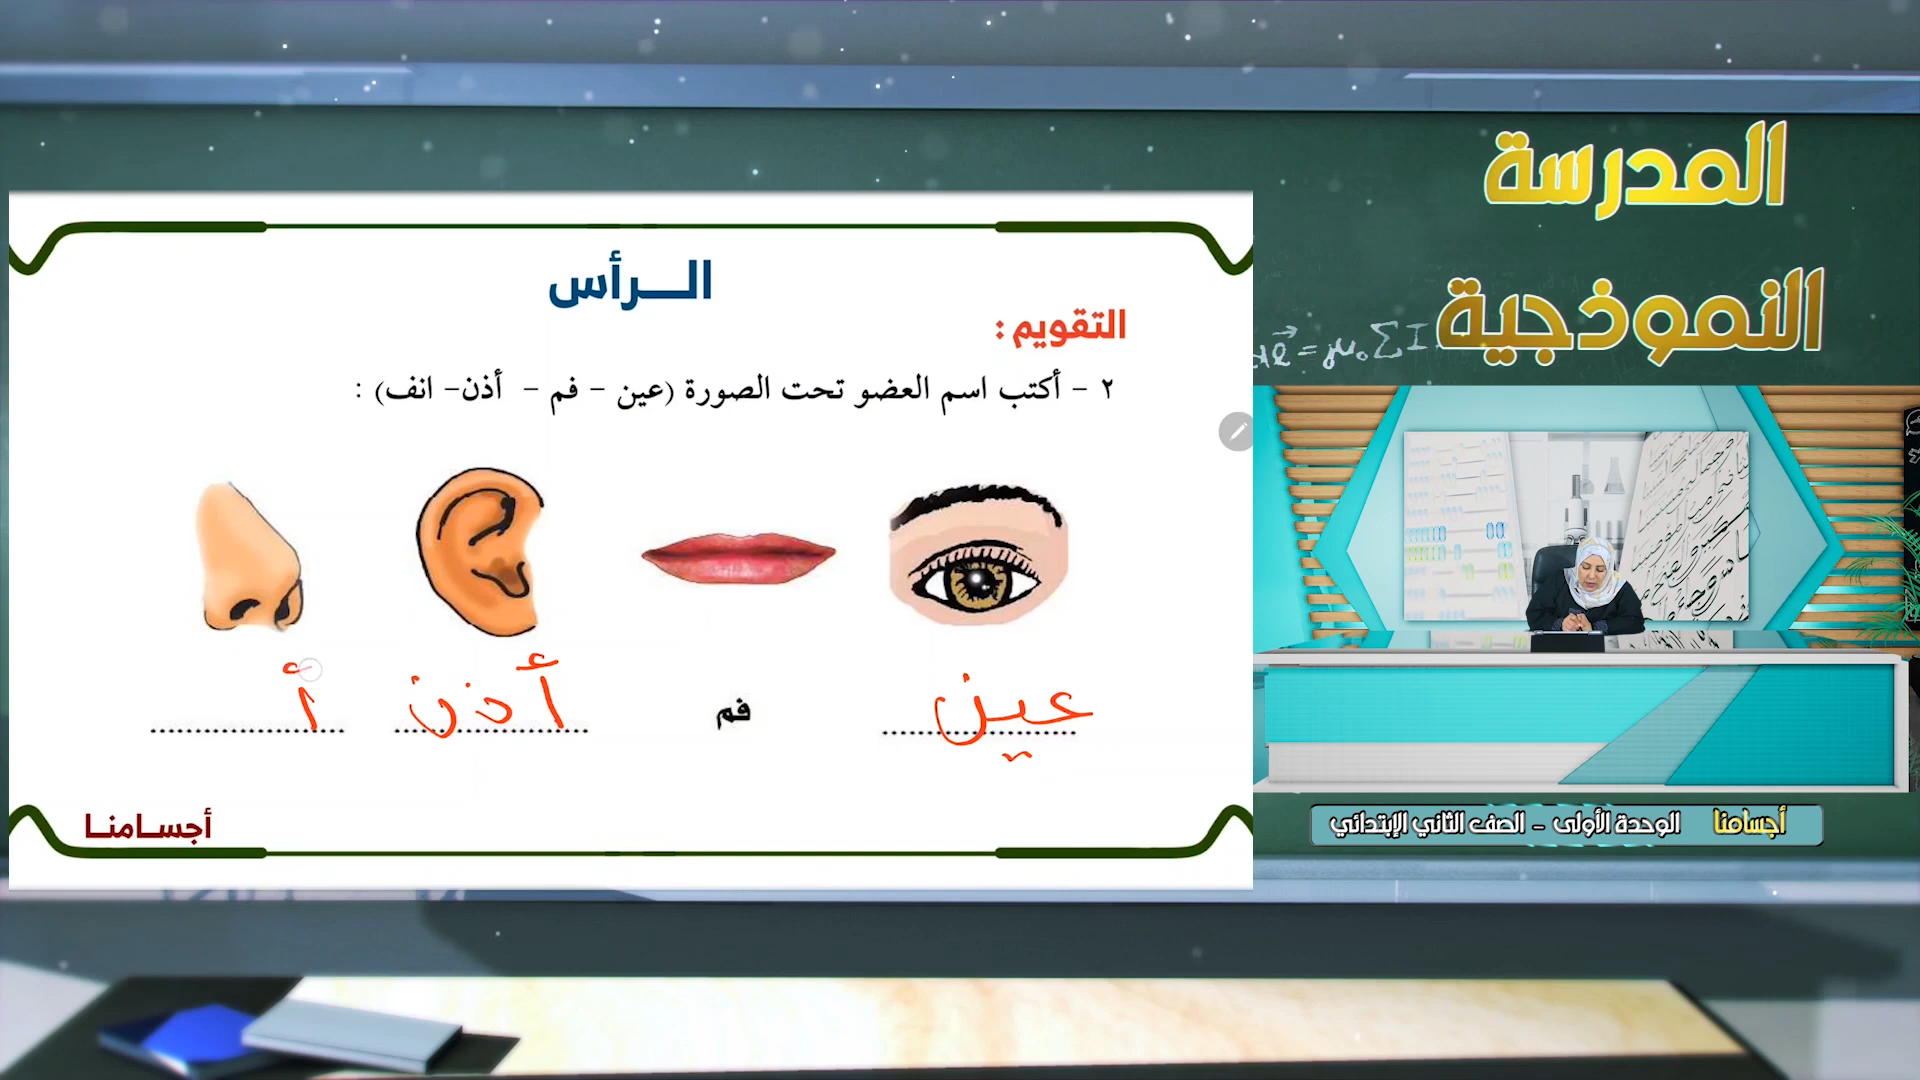 المدرسة
النموذجية
الـــرأس
التقويم :
٢ - أكتب اسم العضو تحت الصورة (عين - فم - أذن- انف) :
عين
فم
أذن
أ
أجسـامنـا
أجسامنا الوحدة الأولى - الصف الثاني الإبتدائي